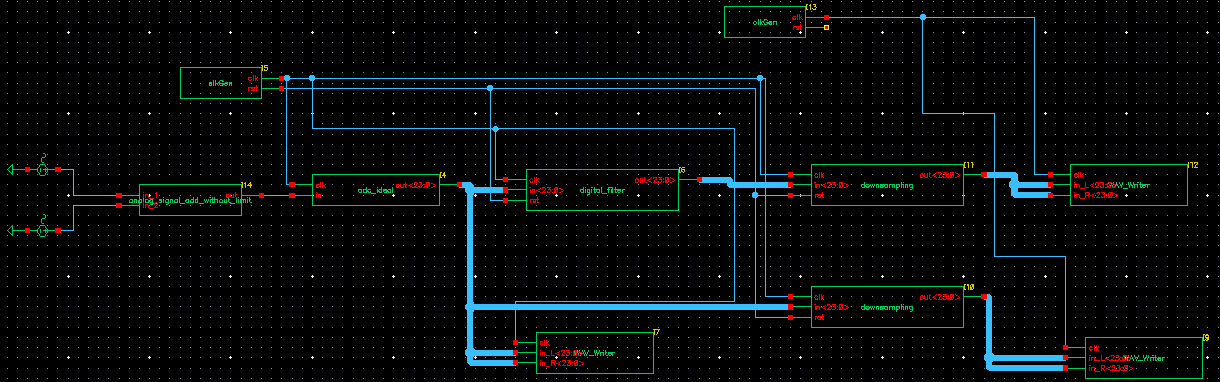 I13
clkGen
clk
rst
I5
clkGen
clk
rst
I14
in_1
out
analog_signal_add_without_limit
I4
clk
adc_ideal
out<23:0>
in
I6
clk
out<23:0>
in<23:0>
digital_filter
rst
I11
clk
out<23:0>
in<23:0>
downsampling
rst
I12
clk
in_L<23:0>
WAV_Writer
in_R<23:0>
I10
clk
out<23:0>
in<23:0>
downsampling
rst
I7
clk
in_L<23:0>
WAV_Writer
in_R<23:0>
I9
clk
in_L<23:0>
WAV_Writer
in_R<23:0>